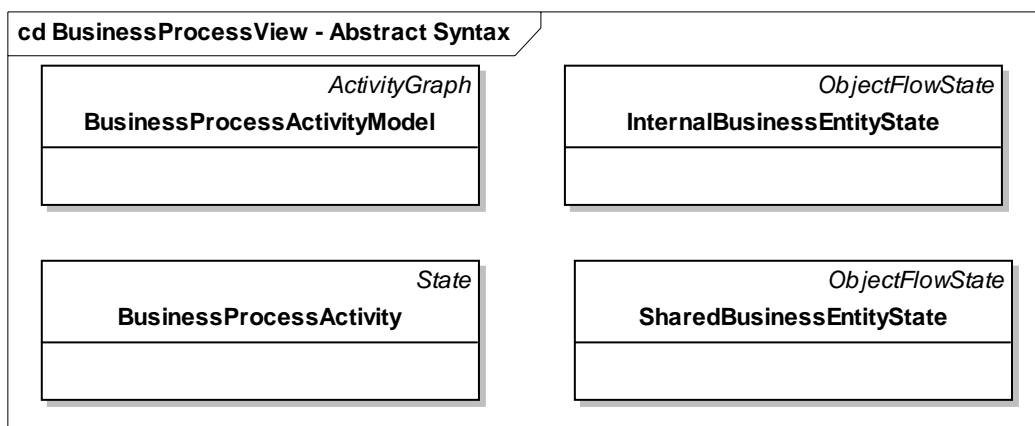 cd BusinessProcessView - Abstract Syntax
ActivityGraph
BusinessProcessActivityModel
ObjectFlowState
InternalBusinessEntityState
State
BusinessProcessActivity
ObjectFlowState
SharedBusinessEntityState